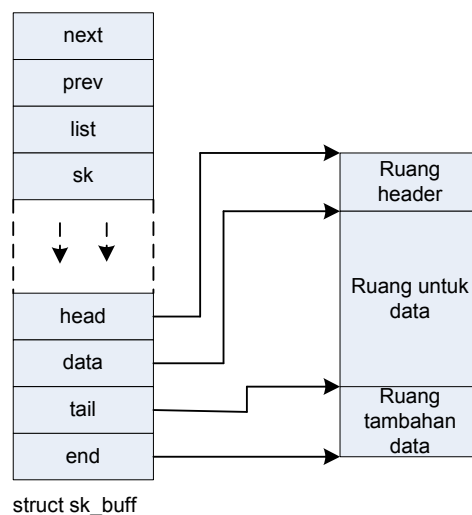 next
prev
list
sk
head
data
tail
end
struct sk_buff
Ruang
header
Ruang untuk
data
Ruang
tambahan
data